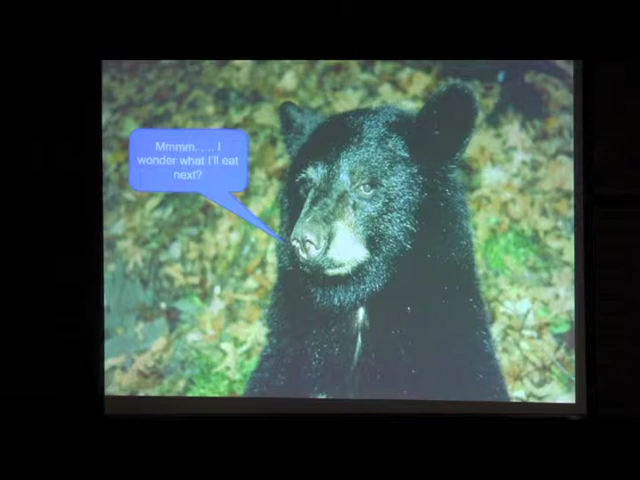 Mmmm. . . . I
wonder what I'll eat
next?